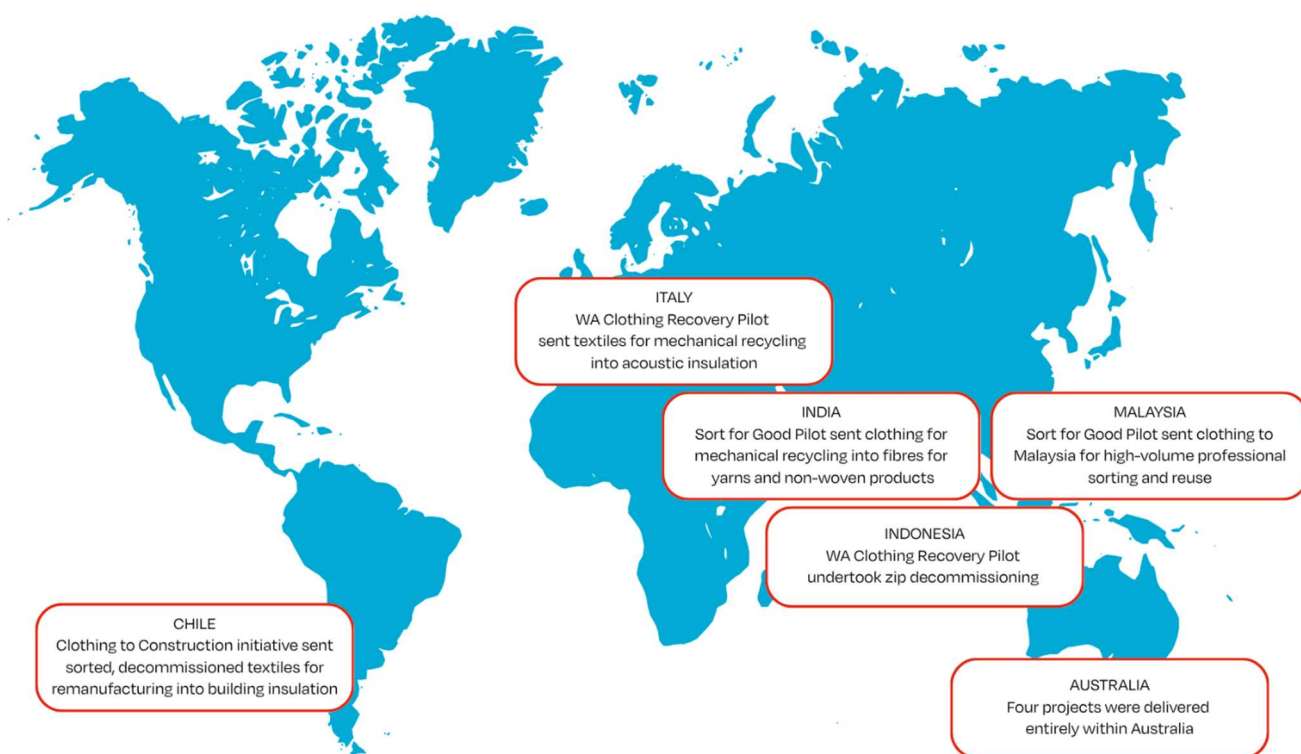 ITALY
WA Clothing Recovery Pilot
sent textiles for mechanical recycling
into acoustic insulation
INDIA
Sort for Good Pilot sent clothing for
mechanical recycling into fibres for
yarns and non-woven products
MALAYSIA
Sort for Good Pilot sent clothing to
Malaysia for high-volume professional
sorting and reuse
INDONESIA
WA Clothing Recovery Pilot
undertook zip decommissioning
CHILE
Clothing to Construction initiative sent
sorted, decommissioned textiles for
remanufacturing into building insulation
AUSTRALIA
Four projects were delivered
entirely within Australia